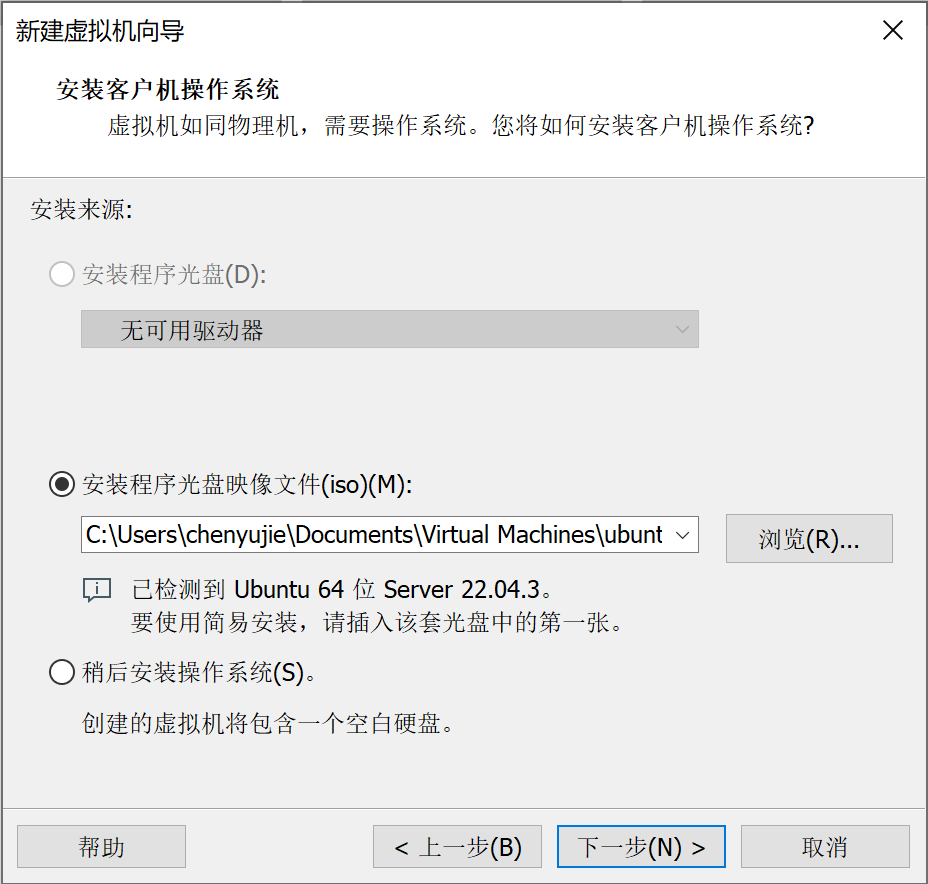 新建虚拟机向导
安装客户机操作系统
虚拟机如同物理机，需要操作系统。您将如何安装客户机操作系统?
安装来源:
安装程序光盘(D):
无可用驱动器
安装程序光盘映像文件(iso)(M):
C:\Users\chenyujie\Documents\Virtual Machines\ubunt
浏览(R)...
已检测到 Ubuntu 64 位 Server 22.04.3。
要使用简易安装，请插入该套光盘中的第一张。
稍后安装操作系统(S)。
创建的虚拟机将包含一个空白硬盘。
帮助
< 上一步(B)
下一步(N) >
取消